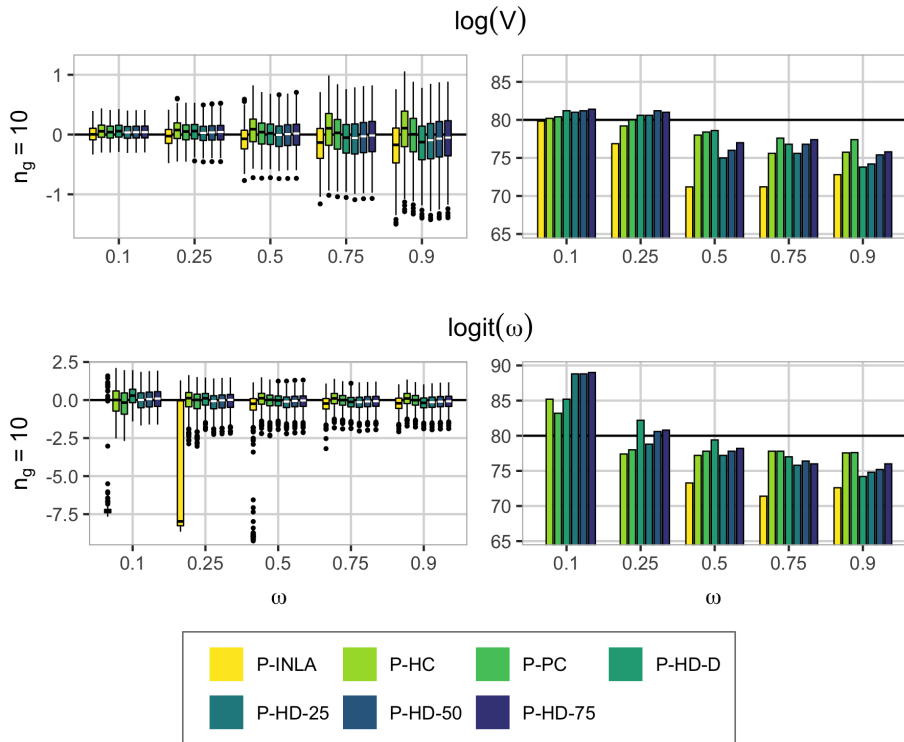 log(V)
n_g = 10
1
0
-1
0.1 0.25 0.5 0.75 0.9
85
80
75
70
65
0.1 0.25 0.5 0.75 0.9
logit(ω)
n_g = 10
2.5
0.0
-2.5
-5.0
-7.5
0.1 0.25 0.5 0.75 0.9
ω
90
85
80
75
70
65
0.1 0.25 0.5 0.75 0.9
ω
P-INLA P-HC P-PC P-HD-D
P-HD-25 P-HD-50 P-HD-75